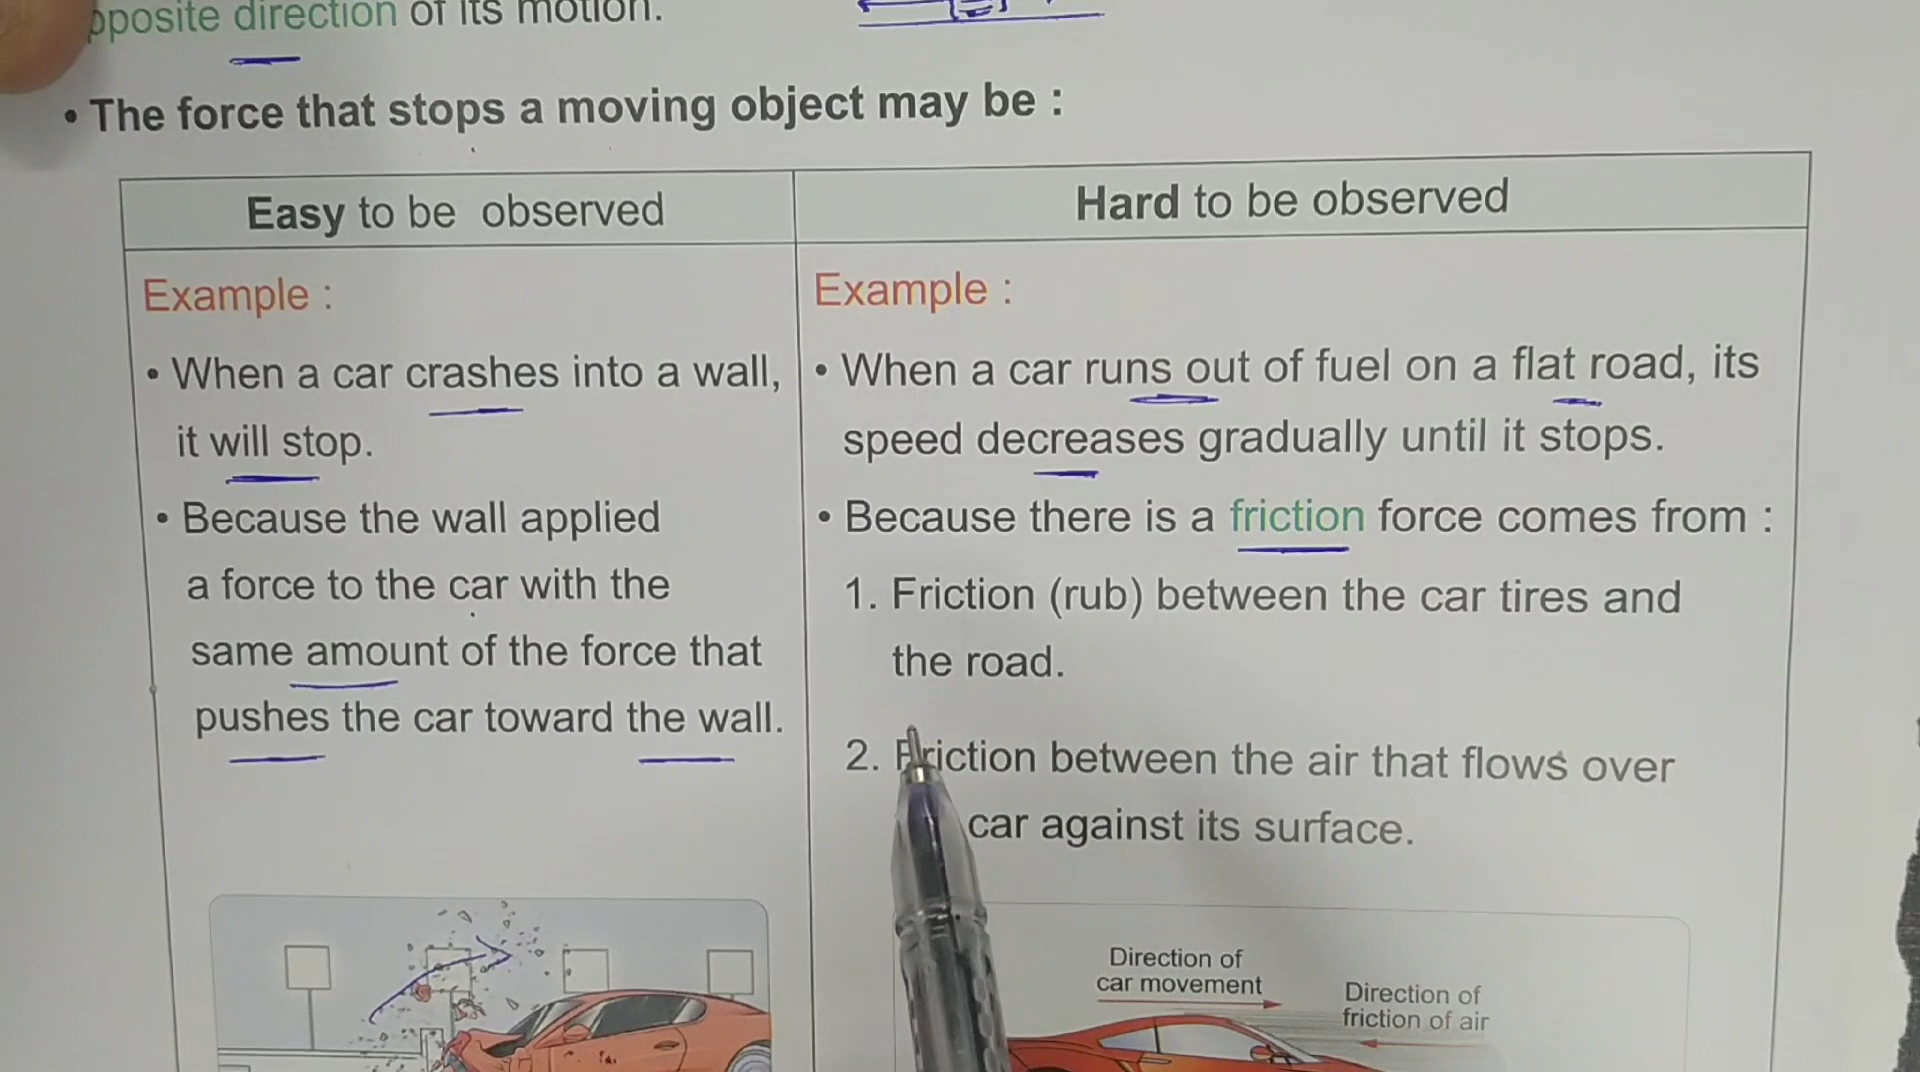 opposite direction of its motion.
• The force that stops a moving object may be :
Easy to be observed
Hard to be observed
Example :
• When a car crashes into a wall,
it will stop.
• Because the wall applied
a force to the car with the
same amount of the force that
pushes the car toward the wall.
Example :
• When a car runs out of fuel on a flat road, its
speed decreases gradually until it stops.
• Because there is a friction force comes from :
1. Friction (rub) between the car tires and
the road.
2. Friction between the air that flows over
car against its surface.
Direction of
car movement
Direction of
friction of air